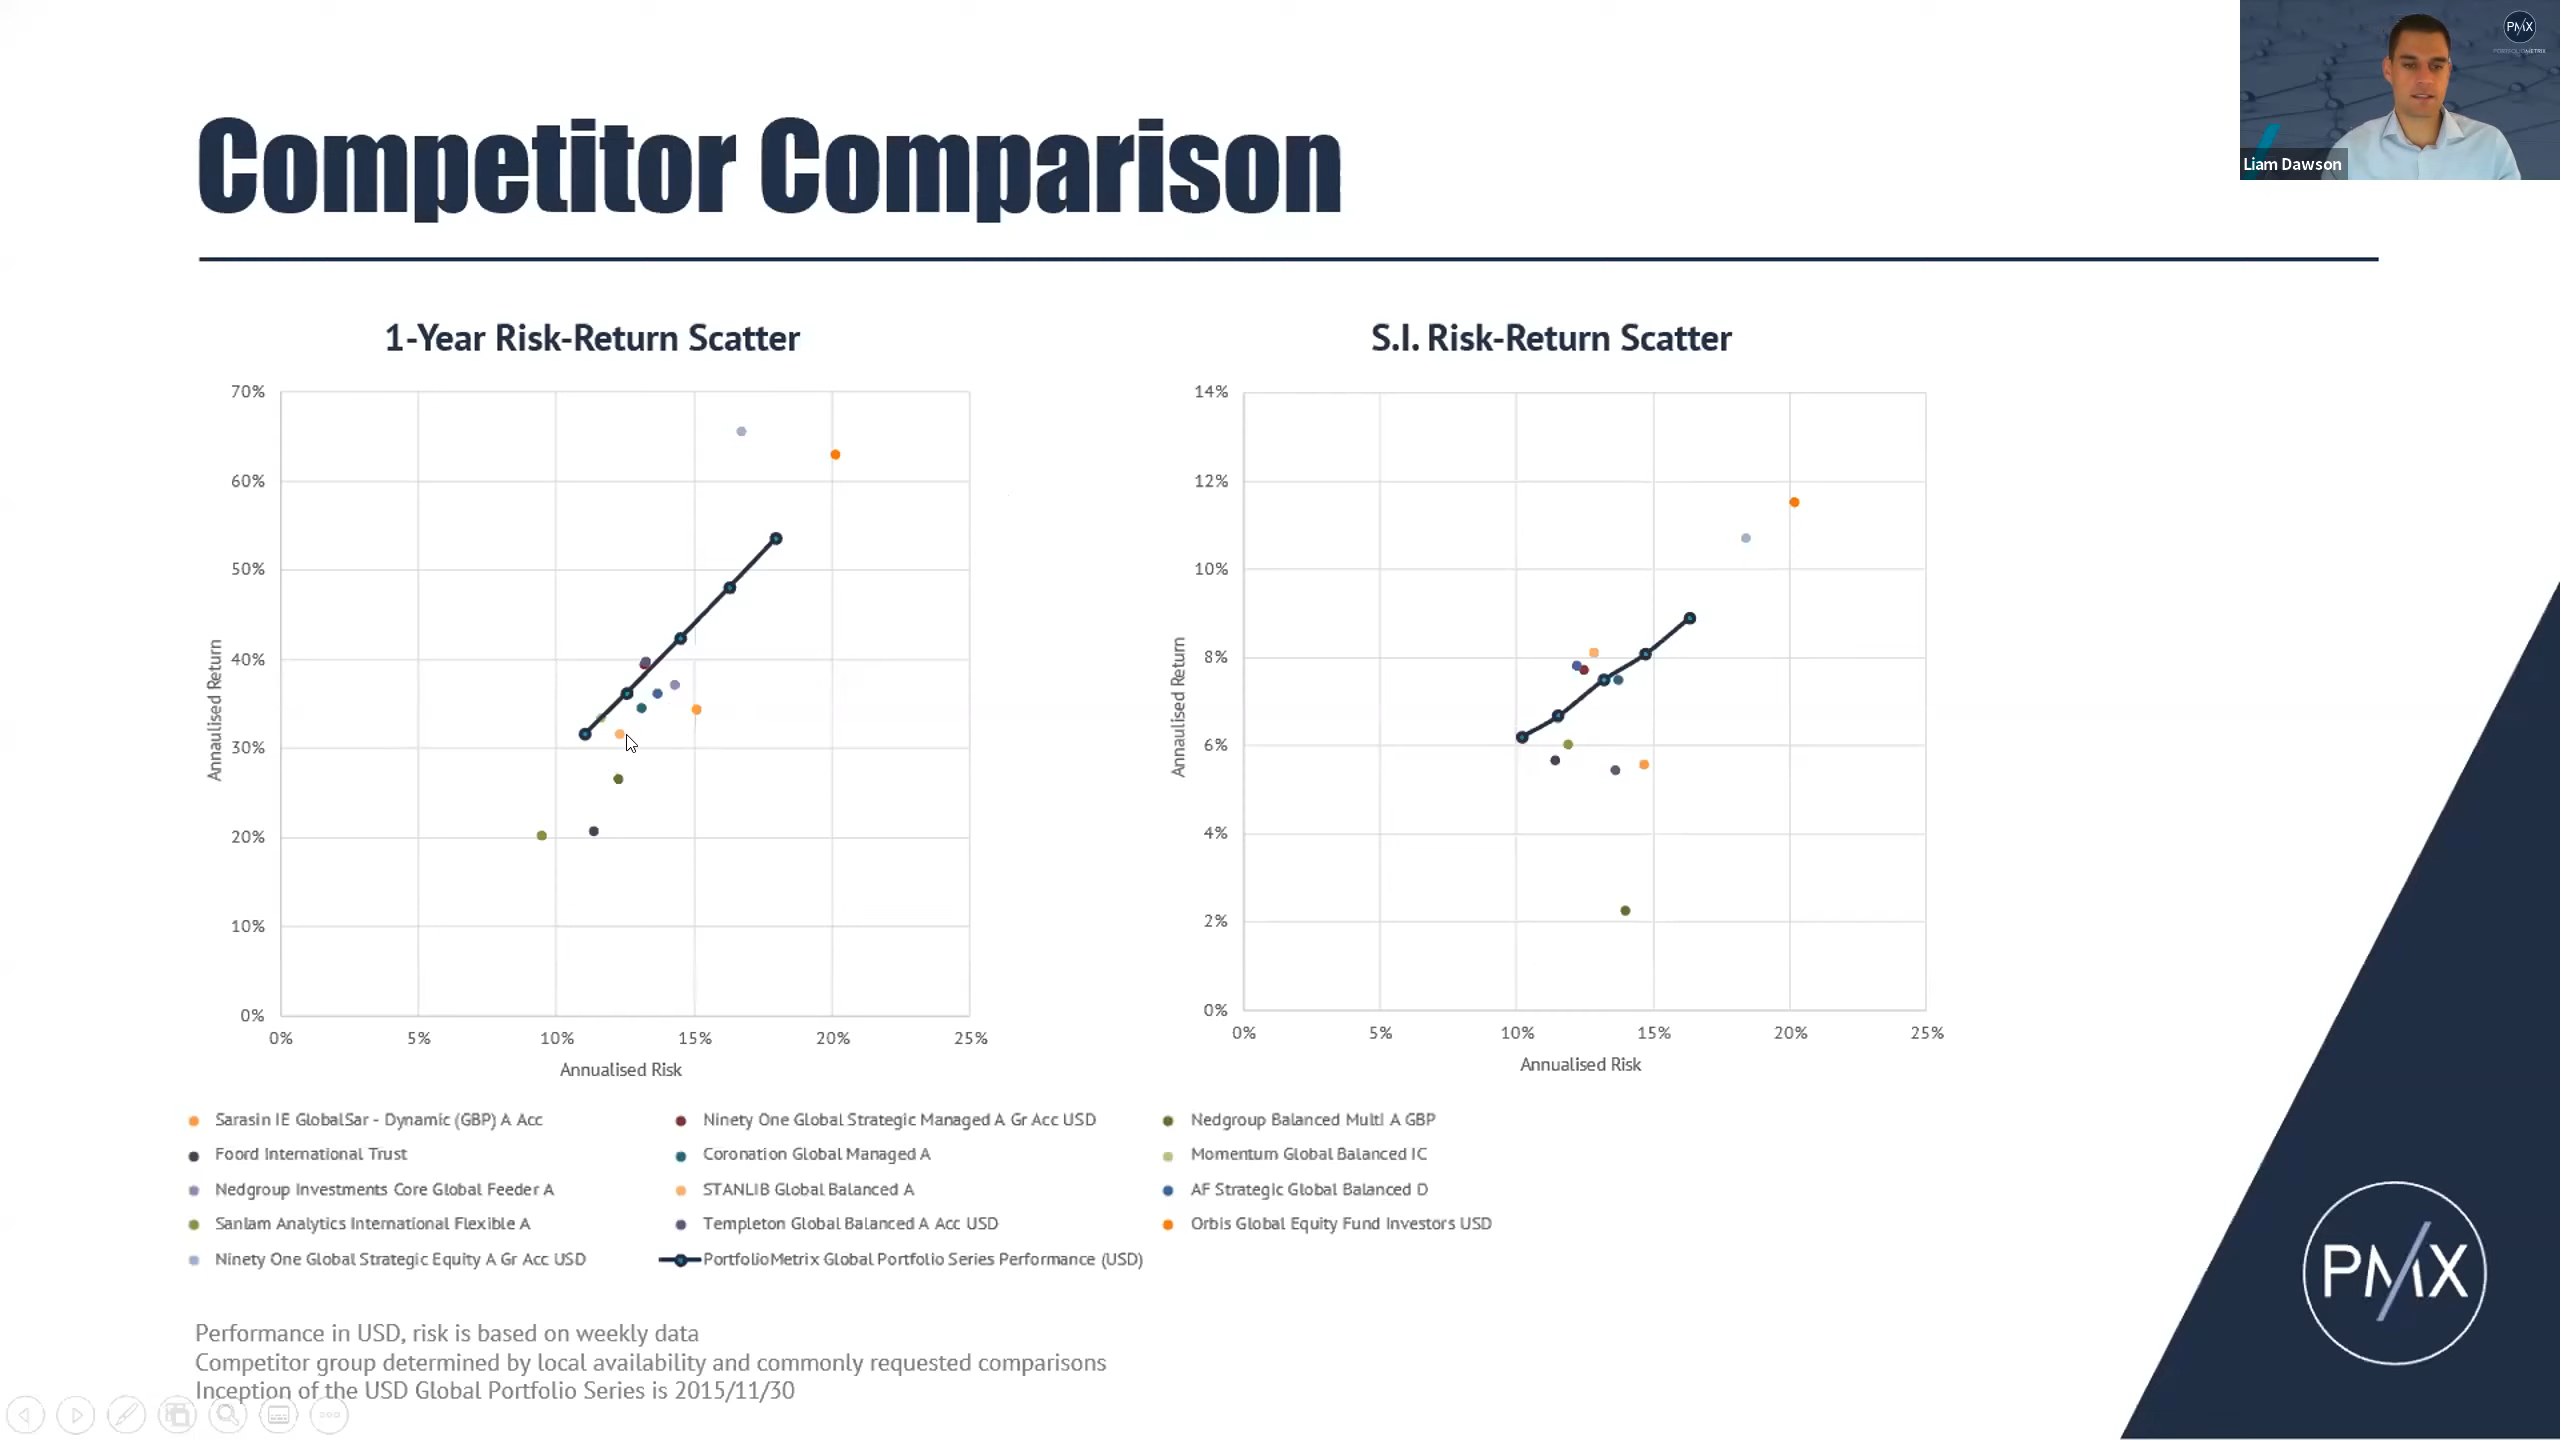 PMX
PORTFOLIOMETRIX
Liam Dawson
Competitor Comparison
1-Year Risk-Return Scatter
70%
60%
50%
40%
30%
20%
10%
0%
Annaulised Return
0% 5% 10% 15% 20% 25%
Annualised Risk
S.I. Risk-Return Scatter
14%
12%
10%
8%
6%
4%
2%
0%
Annaulised Return
0% 5% 10% 15% 20% 25%
Annualised Risk
Sarasin IE GlobalSar - Dynamic (GBP) A Acc
Ninety One Global Strategic Managed A Gr Acc USD
Nedgroup Balanced Multi A GBP
Foord International Trust
Coronation Global Managed A
Momentum Global Balanced IC
Nedgroup Investments Core Global Feeder A
STANLIB Global Balanced A
AF Strategic Global Balanced D
Sanlam Analytics International Flexible A
Templeton Global Balanced A Acc USD
Orbis Global Equity Fund Investors USD
Ninety One Global Strategic Equity A Gr Acc USD
PortfolioMetrix Global Portfolio Series Performance (USD)
Performance in USD, risk is based on weekly data
Competitor group determined by local availability and commonly requested comparisons
Inception of the USD Global Portfolio Series is 2015/11/30
PMX